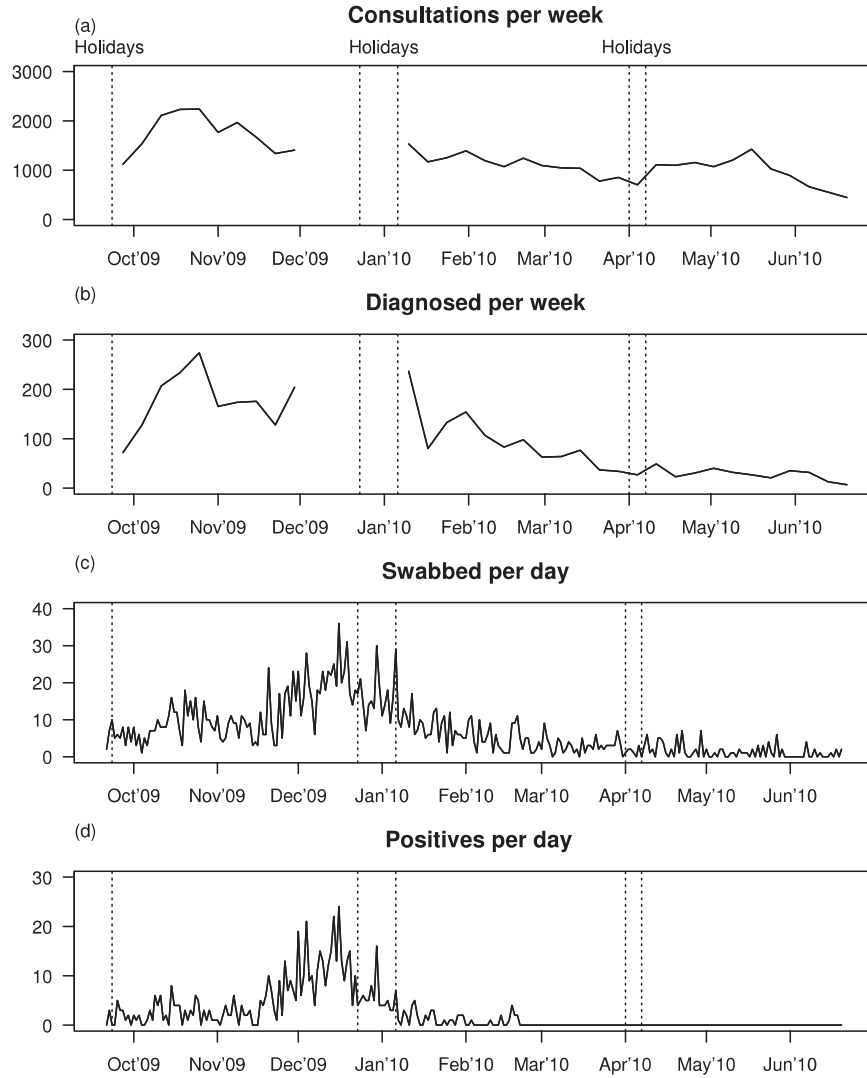 (a)
Consultations per week
Holidays Holidays Holidays
3000
2000
1000
0
Oct'09 Nov'09 Dec'09 Jan'10 Feb'10 Mar'10 Apr'10 May'10 Jun'10
(b)
Diagnosed per week
300
200
100
0
Oct'09 Nov'09 Dec'09 Jan'10 Feb'10 Mar'10 Apr'10 May'10 Jun'10
(c)
Swabbed per day
40
30
20
10
0
Oct'09 Nov'09 Dec'09 Jan'10 Feb'10 Mar'10 Apr'10 May'10 Jun'10
(d)
Positives per day
30
20
10
0
Oct'09 Nov'09 Dec'09 Jan'10 Feb'10 Mar'10 Apr'10 May'10 Jun'10